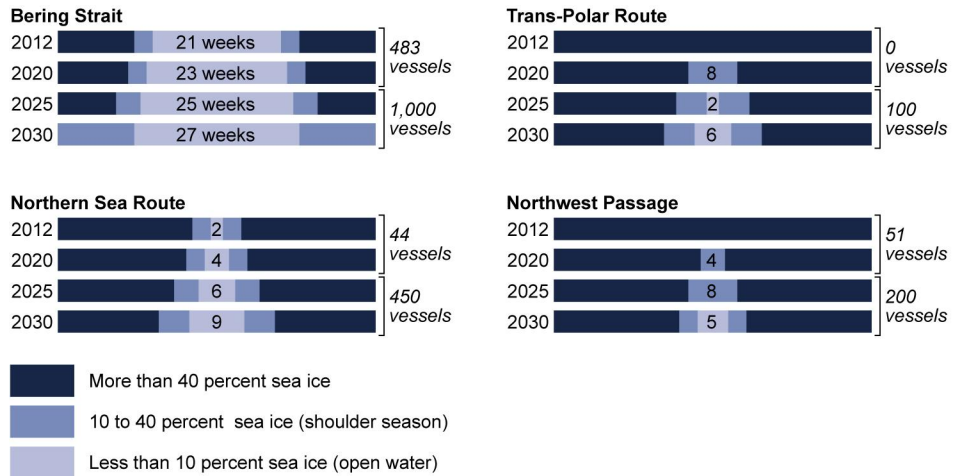 Bering Strait
2012 21 weeks
2020 23 weeks
483
vessels
2025 25 weeks
2030 27 weeks
1,000
vessels
Trans-Polar Route
2012
2020 8
0
vessels
2025 2
2030 6
100
vessels
Northern Sea Route
2012 2
2020 4
44
vessels
2025 6
2030 9
450
vessels
Northwest Passage
2012
2020 4
51
vessels
2025 8
2030 5
200
vessels
More than 40 percent sea ice
10 to 40 percent sea ice (shoulder season)
Less than 10 percent sea ice (open water)